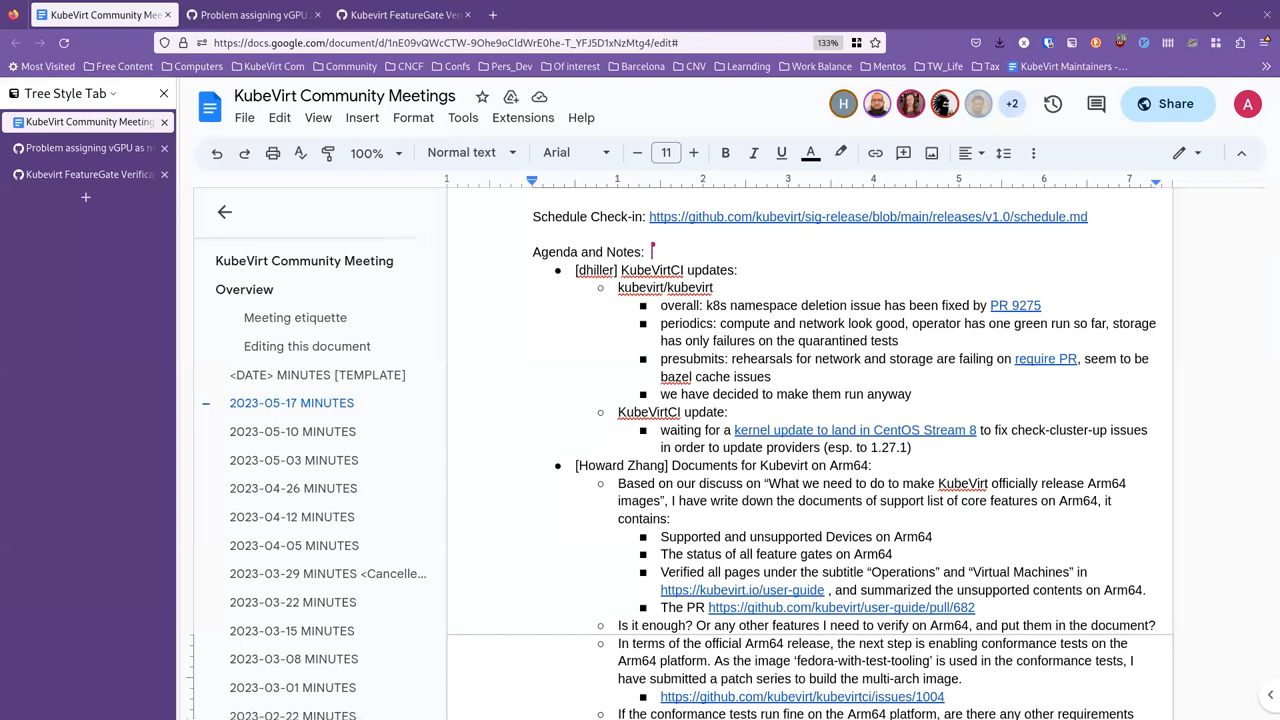 KubeVirt Community Mee
Problem assigning vGPU
Kubevirt FeatureGate Ver
https://docs.google.com/document/d/1nE09vQWcCTW-9Ohe9oCldWrE0he-T_YFJ5D1xNzMtg4/edit#
133%
Most Visited
Free Content
Computers
KubeVirt Com
Community
CNCF
Confs
Pers_Dev
Of interest
Barcelona
CNV
Learnding
Work Balance
Mentos
TW_Life
Tax
KubeVirt Maintainers -…
Tree Style Tab
KubeVirt Community Meeting
Problem assigning vGPU as m
Kubevirt FeatureGate Verifica
KubeVirt Community Meetings
File Edit View Insert Format Tools Extensions Help
H
+2
Share
A
100%
Normal text
Arial
11
B I U A
1 1 2 3 4 5 6 7
KubeVirt Community Meeting
Overview
Meeting etiquette
Editing this document
<DATE> MINUTES [TEMPLATE]
2023-05-17 MINUTES
2023-05-10 MINUTES
2023-05-03 MINUTES
2023-04-26 MINUTES
2023-04-12 MINUTES
2023-04-05 MINUTES
2023-03-29 MINUTES <Cancelle...
2023-03-22 MINUTES
2023-03-15 MINUTES
2023-03-08 MINUTES
2023-03-01 MINUTES
2023-02-22 MINUTES
Schedule Check-in: https://github.com/kubevirt/sig-release/blob/main/releases/v1.0/schedule.md
Agenda and Notes:
● [dhiller] KubeVirtCI updates:
○ kubevirt/kubevirt
■ overall: k8s namespace deletion issue has been fixed by PR 9275
■ periodics: compute and network look good, operator has one green run so far, storage
has only failures on the quarantined tests
■ presubmits: rehearsals for network and storage are failing on require PR, seem to be
bazel cache issues
■ we have decided to make them run anyway
○ KubeVirtCI update:
■ waiting for a kernel update to land in CentOS Stream 8 to fix check-cluster-up issues
in order to update providers (esp. to 1.27.1)
● [Howard Zhang] Documents for Kubevirt on Arm64:
○ Based on our discuss on “What we need to do to make KubeVirt officially release Arm64
images”, I have write down the documents of support list of core features on Arm64, it
contains:
■ Supported and unsupported Devices on Arm64
■ The status of all feature gates on Arm64
■ Verified all pages under the subtitle “Operations” and “Virtual Machines” in
https://kubevirt.io/user-guide , and summarized the unsupported contents on Arm64.
■ The PR https://github.com/kubevirt/user-guide/pull/682
○ Is it enough? Or any other features I need to verify on Arm64, and put them in the document?
○ In terms of the official Arm64 release, the next step is enabling conformance tests on the
Arm64 platform. As the image ‘fedora-with-test-tooling’ is used in the conformance tests, I
have submitted a patch series to build the multi-arch image.
■ https://github.com/kubevirt/kubevirtci/issues/1004
○ If the conformance tests run fine on the Arm64 platform, are there any other requirements